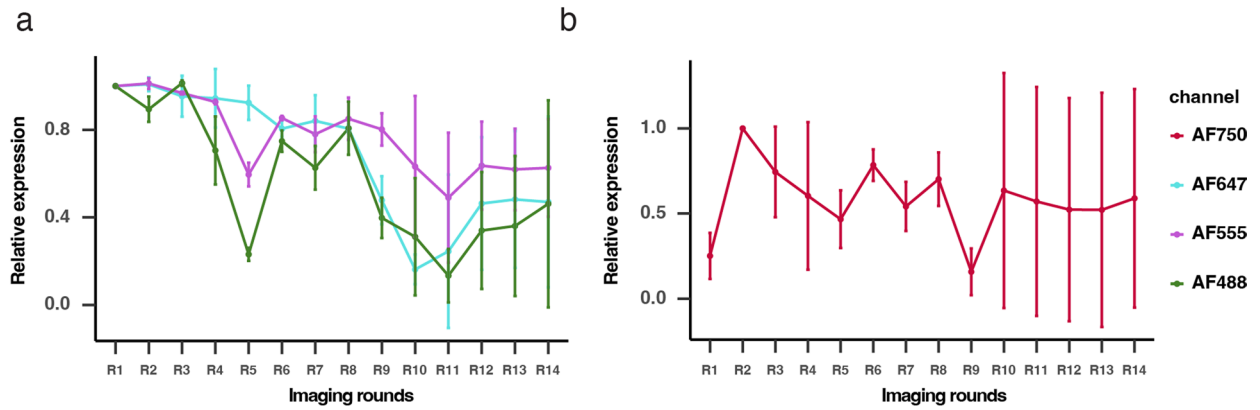 a
Relative expression
0.8
0.4
0.0
R1 R2 R3 R4 R5 R6 R7 R8 R9 R10 R11 R12 R13 R14
Imaging rounds
b
Relative expression
1.0
0.5
0.0
R1 R2 R3 R4 R5 R6 R7 R8 R9 R10 R11 R12 R13 R14
Imaging rounds
channel
AF750
AF647
AF555
AF488